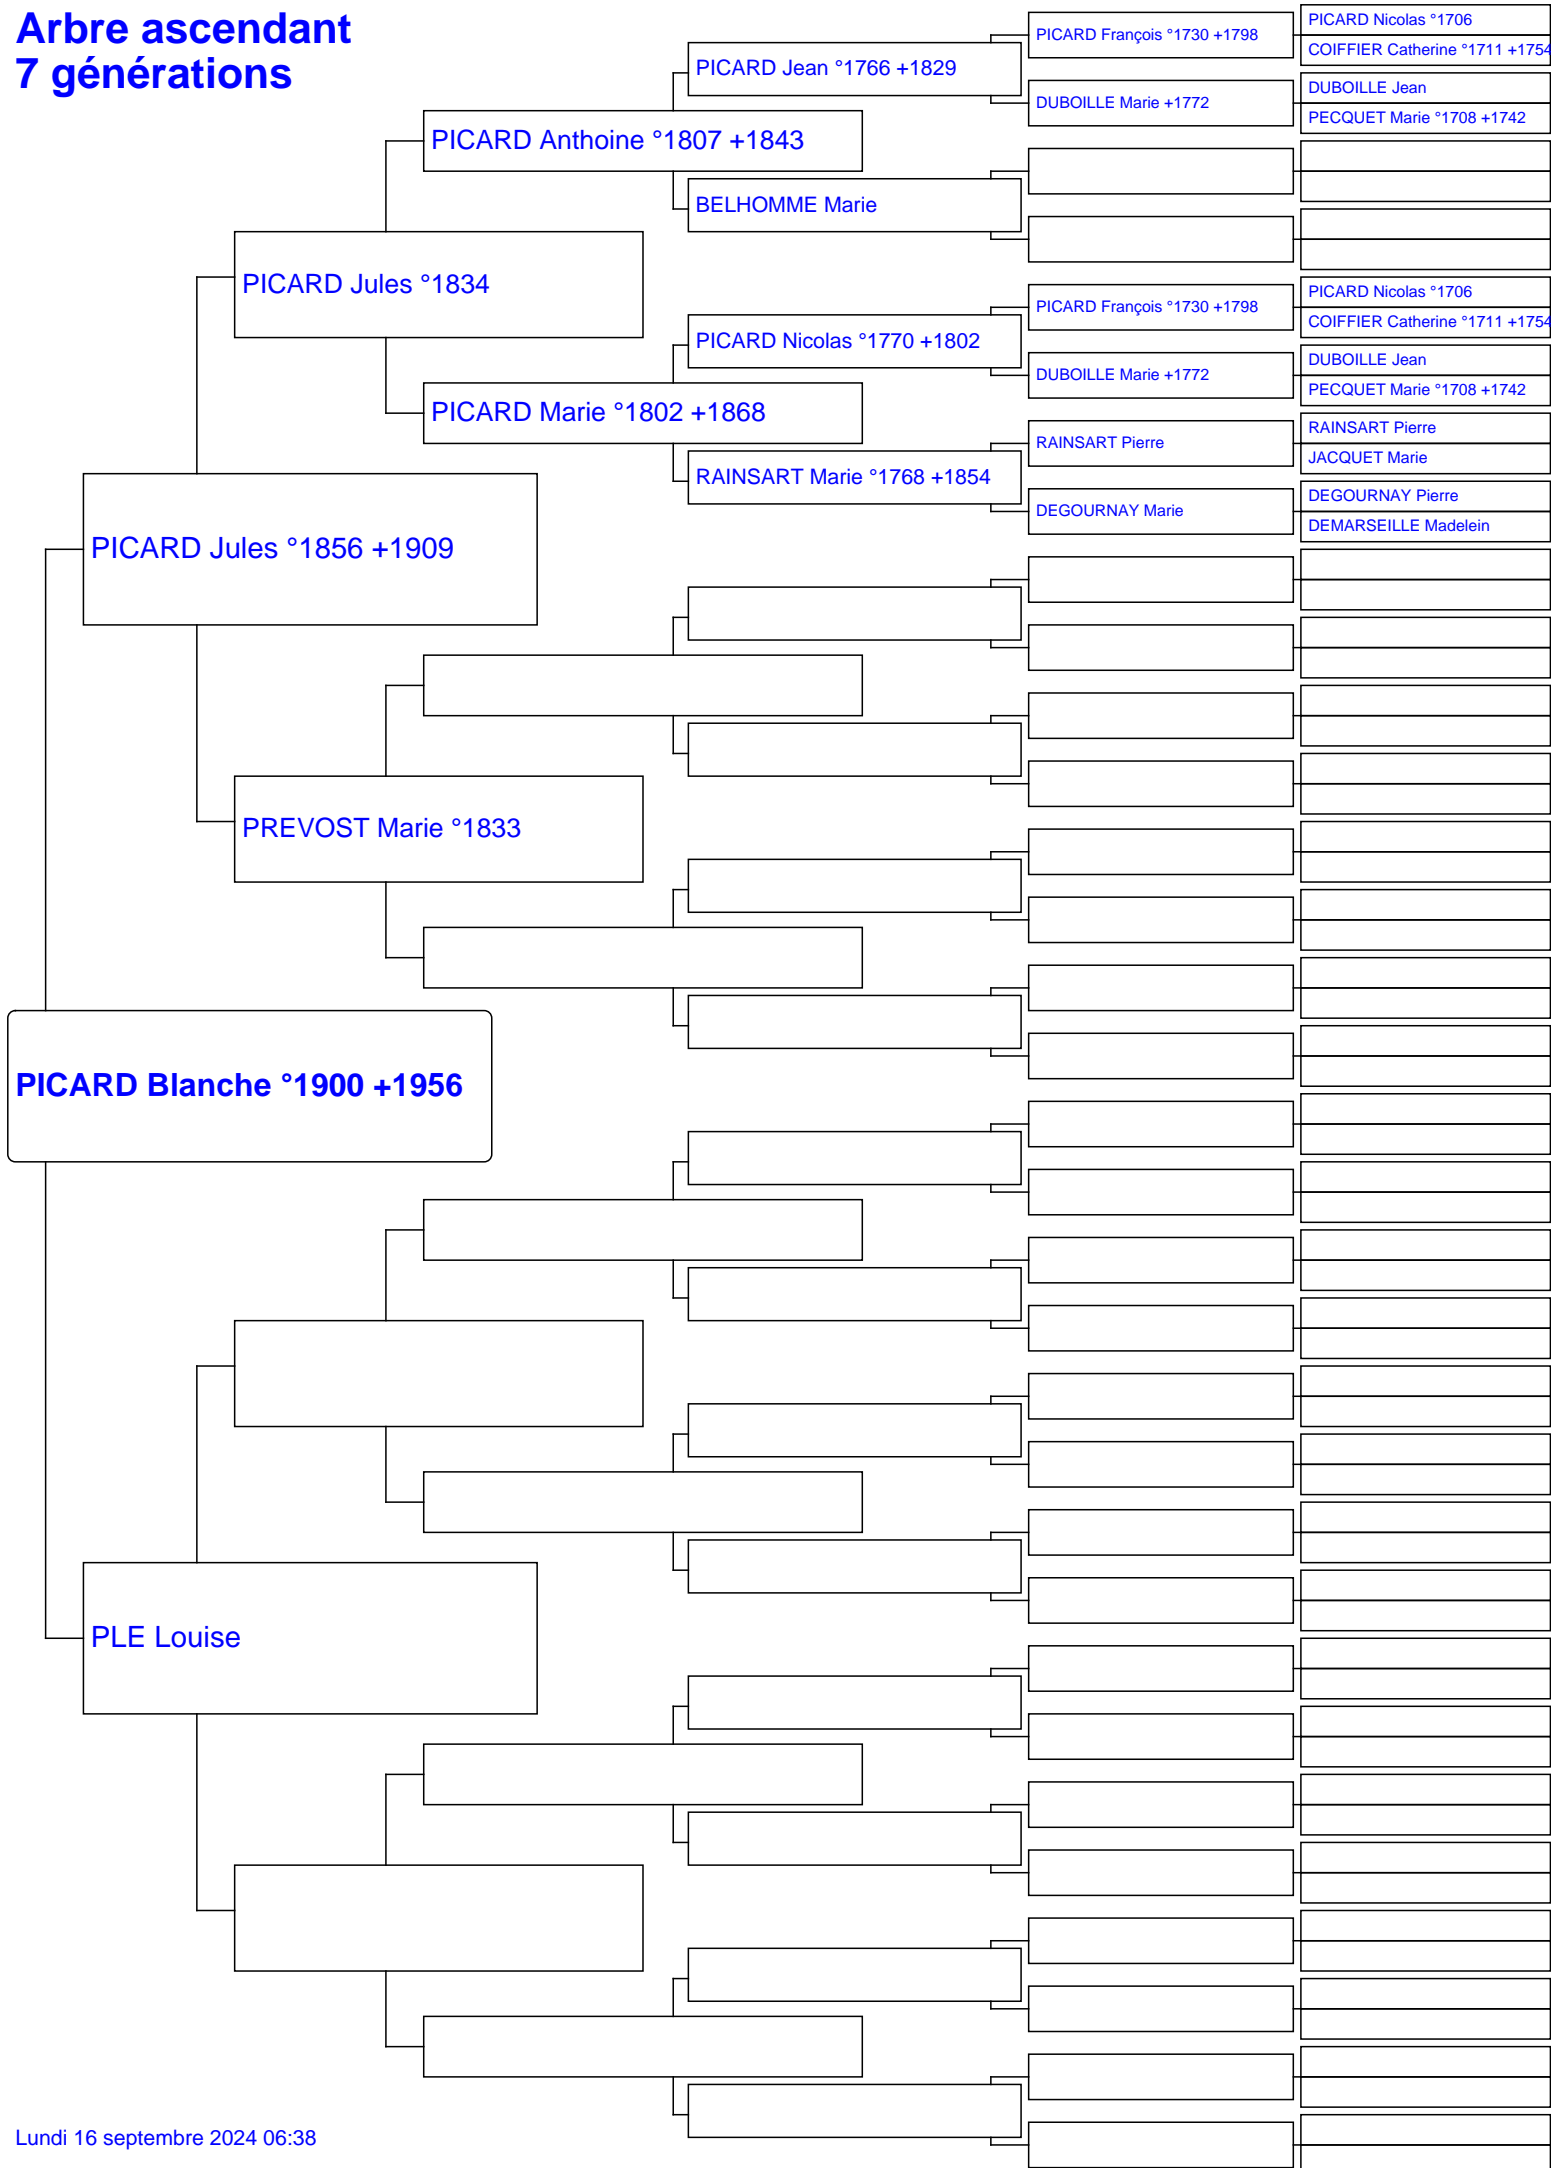 Arbre ascendant
7 générations
PICARD Nicolas °1706
PICARD François °1730 +1798
COIFFIER Catherine °1711 +1754
PICARD Jean °1766 +1829
DUBOILLE Jean
DUBOILLE Marie +1772
PECQUET Marie °1708 +1742
PICARD Anthoine °1807 +1843
BELHOMME Marie
PICARD Jules °1834
PICARD Nicolas °1706
PICARD François °1730 +1798
COIFFIER Catherine °1711 +1754
PICARD Nicolas °1770 +1802
DUBOILLE Jean
DUBOILLE Marie +1772
PECQUET Marie °1708 +1742
PICARD Marie °1802 +1868
RAINSART Pierre
RAINSART Pierre
JACQUET Marie
RAINSART Marie °1768 +1854
DEGOURNAY Pierre
DEGOURNAY Marie
DEMARSEILLE Madelein
PICARD Jules °1856 +1909
PREVOST Marie °1833
PICARD Blanche °1900 +1956
PLE Louise
Lundi 16 septembre 2024 06:38